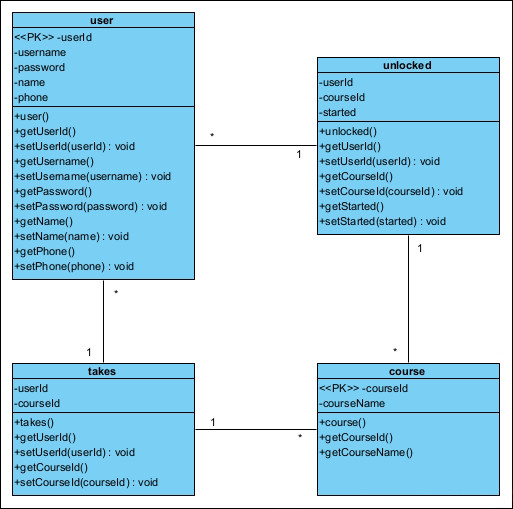 user
<<PK>> -userId
-username
-password
-name
-phone
+user()
+getUserId()
+setUserId(userId) : void
+getUsername()
+setUsername(username) : void
+getPassword()
+setPassword(password) : void
+getName()
+setName(name) : void
+getPhone()
+setPhone(phone) : void
*
1
unlocked
-userId
-courseId
-started
+unlocked()
+getUserId()
+setUserId(userId) : void
+getCourseId()
+setCourseId(courseId) : void
+getStarted()
+setStarted(started) : void
*
1
1
*
takes
-userId
-courseId
+takes()
+getUserId()
+setUserId(userId) : void
+getCourseId()
+setCourseId(courseId) : void
1
*
course
<<PK>> -courseId
-courseName
+course()
+getCourseId()
+getCourseName()